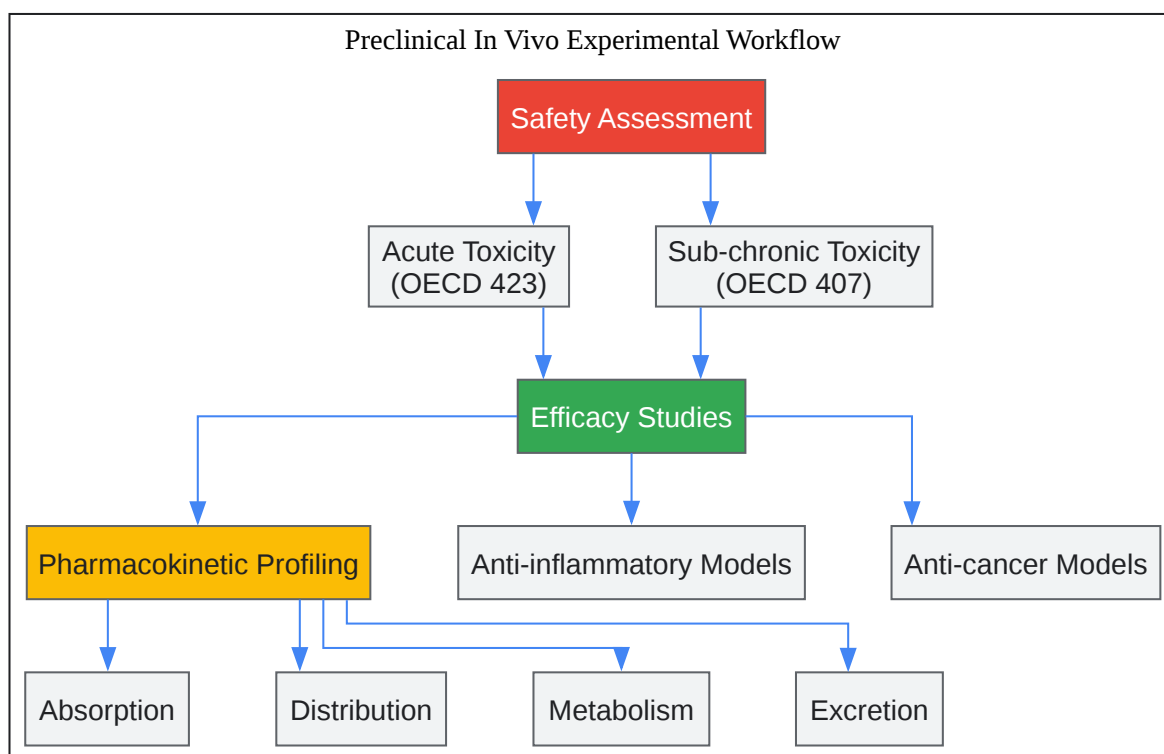 Preclinical In Vivo Experimental Workflow
Safety Assessment
Acute Toxicity
(OECD 423)
Sub-chronic Toxicity
(OECD 407)
Efficacy Studies
Pharmacokinetic Profiling
Anti-inflammatory Models
Anti-cancer Models
Absorption
Distribution
Metabolism
Excretion